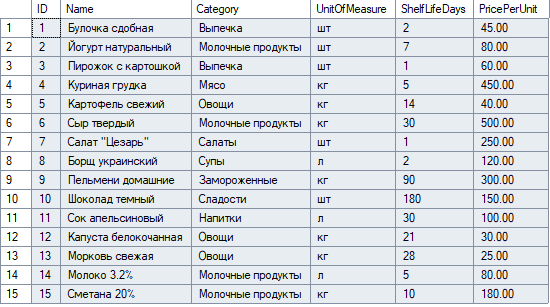 ID Name Category UnitOfMeasure ShelfLifeDays PricePerUnit
1 1 Булочка сдобная Выпечка шт 2 45.00
2 2 Йогурт натуральный Молочные продукты шт 7 80.00
3 3 Пирожок с картошкой Выпечка шт 1 60.00
4 4 Куриная грудка Мясо кг 5 450.00
5 5 Картофель свежий Овощи кг 14 40.00
6 6 Сыр твердый Молочные продукты кг 30 500.00
7 7 Салат "Цезарь" Салаты шт 1 250.00
8 8 Борщ украинский Супы л 2 120.00
9 9 Пельмени домашние Замороженные кг 90 300.00
10 10 Шоколад темный Сладости шт 180 150.00
11 11 Сок апельсиновый Напитки л 30 100.00
12 12 Капуста белокочанная Овощи кг 21 30.00
13 13 Морковь свежая Овощи кг 28 25.00
14 14 Молоко 3.2% Молочные продукты л 5 80.00
15 15 Сметана 20% Молочные продукты кг 10 180.00